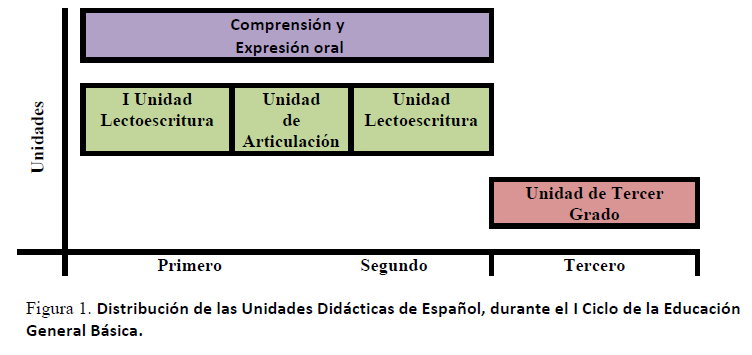 Comprensión y
Expresión oral
I Unidad
Lectoescritura
Unidad
de
Articulación
Unidad
Lectoescritura
Unidades
Unidad de Tercer
Grado
Primero
Segundo
Tercero
Figura 1. Distribución de las Unidades Didácticas de Español, durante el I Ciclo de la Educación
General Básica.